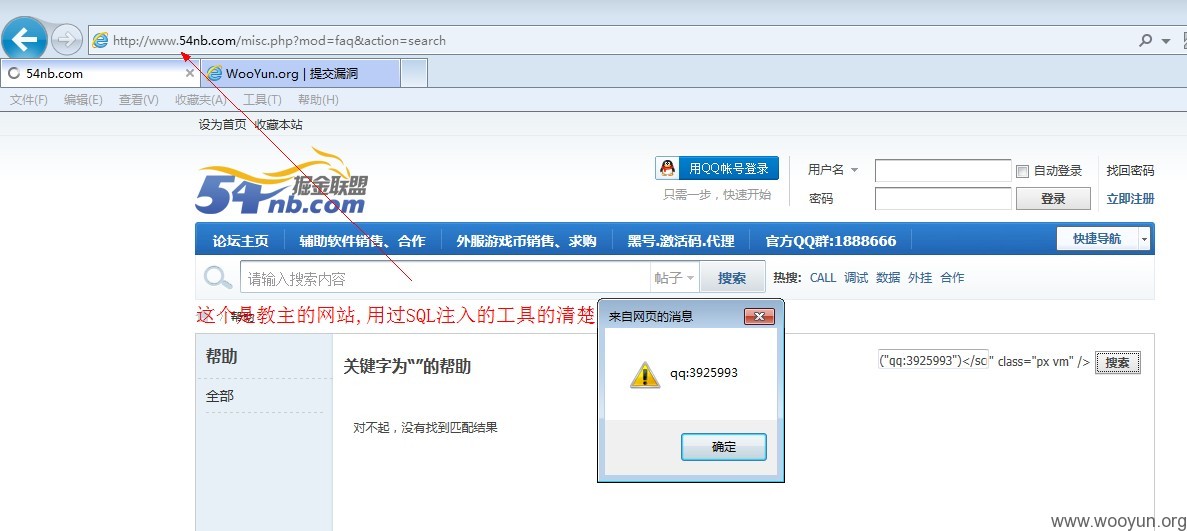 http://www.54nb.com/misc.php?mod=faq&action=search
54nb.com
WooYun.org | 提交漏洞
文件(F) 编辑(E) 查看(V) 收藏夹(A) 工具(T) 帮助(H)
设为首页 收藏本站
54nb.com 掘金联盟
用QQ帐号登录
只需一步，快速开始
用户名
自动登录
找回密码
密码
登录
立即注册
论坛主页 辅助软件销售、合作 外服游戏币销售、求购 黑号.激活码.代理 官方QQ群:1888666
快捷导航
请输入搜索内容
帖子
搜索
热搜: CALL 调试 数据 外挂 合作
这个是教主的网站,用过SQL注入的工具的清楚
帮助
来自网页的消息
qq:3925993
确定
帮助
全部
关键字为“”的帮助
("qq:3925993")</sc" class="px vm" /> 搜索
对不起，没有找到匹配结果
www.wooyun.org